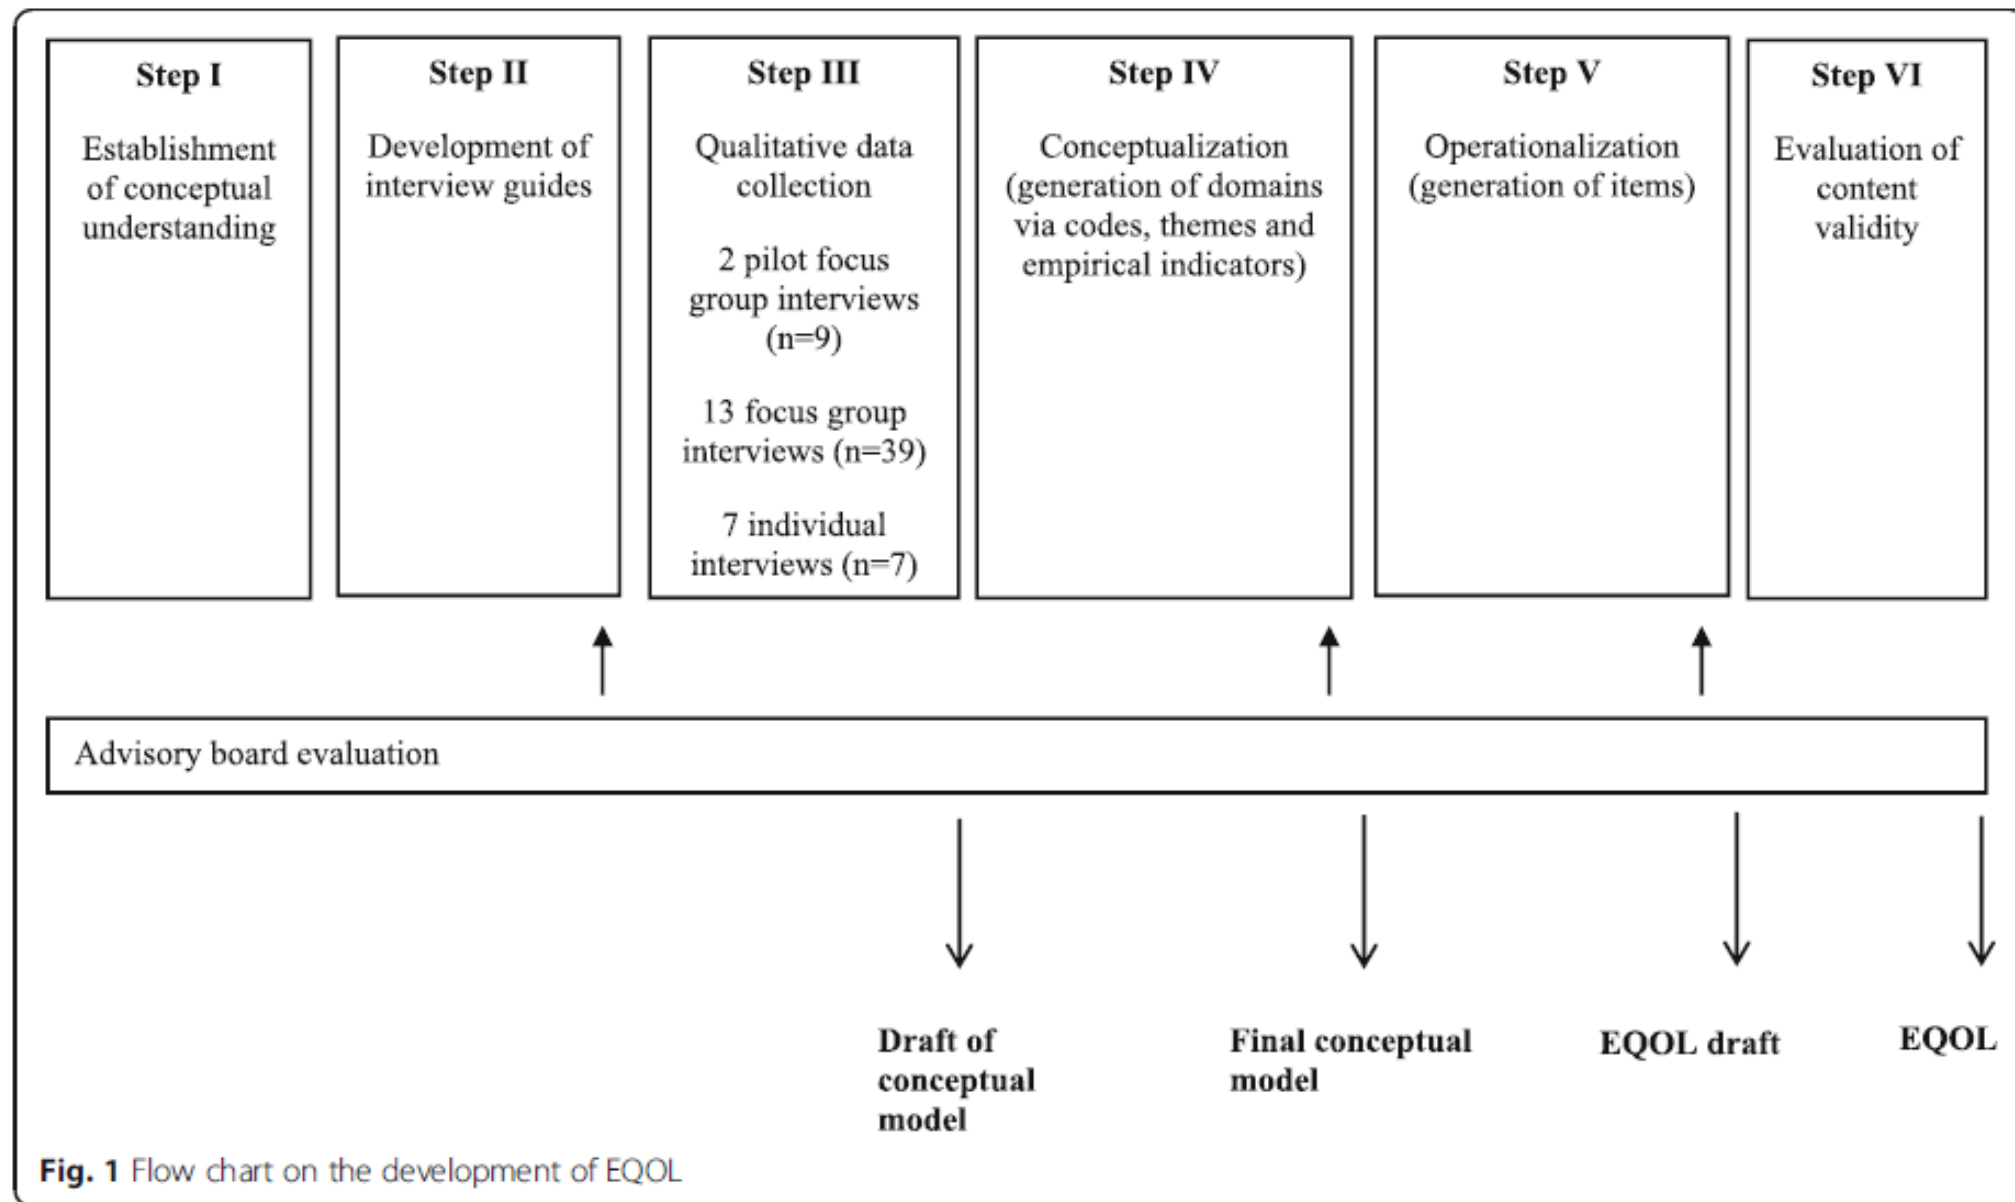 Step I
Establishment
of conceptual
understanding
Step II
Development of
interview guides
Step III
Qualitative data
collection
2 pilot focus
group interviews
(n=9)
13 focus group
interviews (n=39)
7 individual
interviews (n=7)
Step IV
Conceptualization
(generation of domains
via codes, themes and
empirical indicators)
Step V
Operationalization
(generation of items)
Step VI
Evaluation of
content
validity
Advisory board evaluation
Draft of
conceptual
model
Final conceptual
model
EQOL draft
EQOL
Fig. 1 Flow chart on the development of EQOL